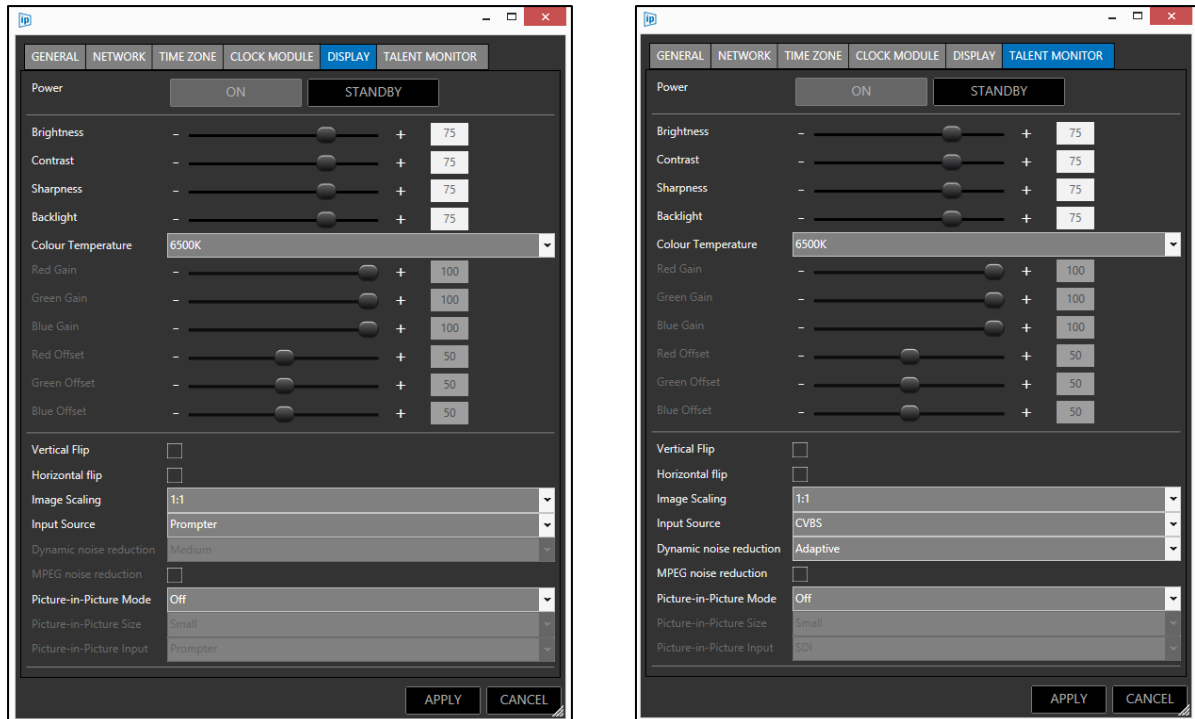 ip
GENERAL NETWORK TIME ZONE CLOCK MODULE DISPLAY TALENT MONITOR
Power ON STANDBY
Brightness - + 75
Contrast - + 75
Sharpness - + 75
Backlight - + 75
Colour Temperature 6500K
Red Gain - + 100
Green Gain - + 100
Blue Gain - + 100
Red Offset - + 50
Green Offset - + 50
Blue Offset - + 50
Vertical Flip
Horizontal flip
Image Scaling 1:1
Input Source Prompter
Dynamic noise reduction Medium
MPEG noise reduction
Picture-in-Picture Mode Off
Picture-in-Picture Size Small
Picture-in-Picture Input Prompter
APPLY CANCEL
ip
GENERAL NETWORK TIME ZONE CLOCK MODULE DISPLAY TALENT MONITOR
Power ON STANDBY
Brightness - + 75
Contrast - + 75
Sharpness - + 75
Backlight - + 75
Colour Temperature 6500K
Red Gain - + 100
Green Gain - + 100
Blue Gain - + 100
Red Offset - + 50
Green Offset - + 50
Blue Offset - + 50
Vertical Flip
Horizontal flip
Image Scaling 1:1
Input Source CVBS
Dynamic noise reduction Adaptive
MPEG noise reduction
Picture-in-Picture Mode Off
Picture-in-Picture Size Small
Picture-in-Picture Input SDI
APPLY CANCEL